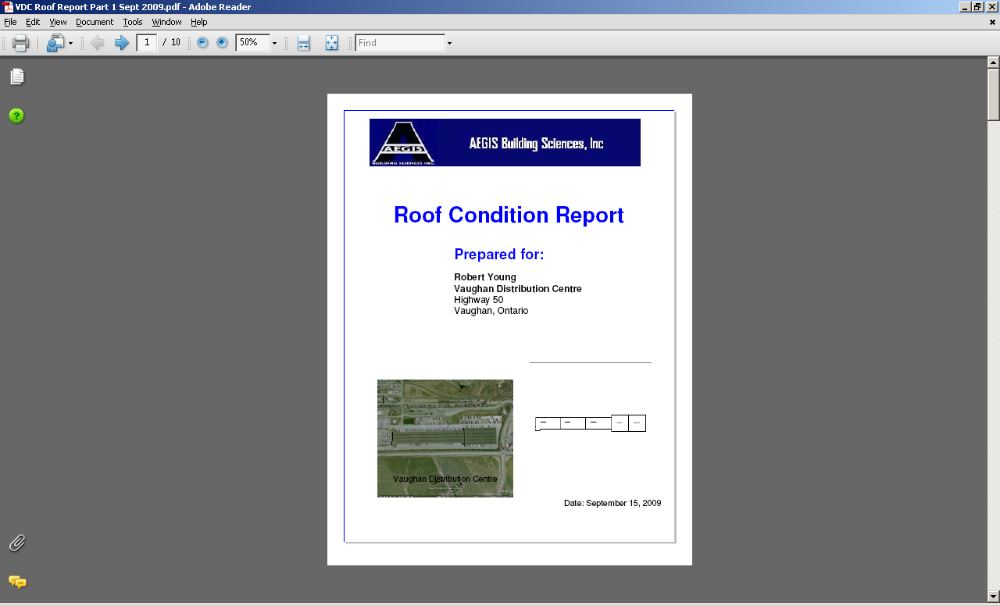 VDC Roof Report Part 1 Sept 2009.pdf - Adobe Reader
File Edit View Document Tools Window Help
1 / 10 50% Find
AEGIS
BUILDING SCIENCES INC.
AEGIS Building Sciences, Inc
Roof Condition Report
Prepared for:
Robert Young
Vaughan Distribution Centre
Highway 50
Vaughan, Ontario
Vaughan Distribution Centre
Date: September 15, 2009